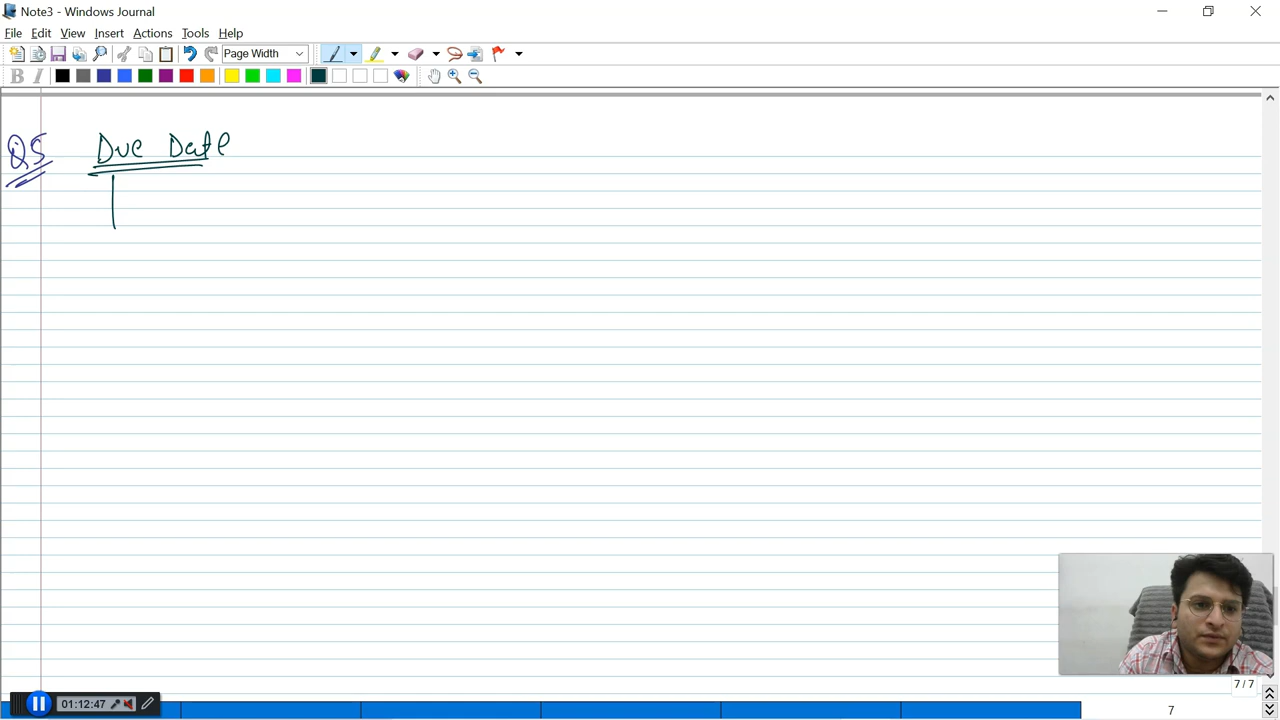 Note3 - Windows Journal
File Edit View Insert Actions Tools Help
Page Width
B I
Q5 Due Date
7 / 7
01:12:47
7